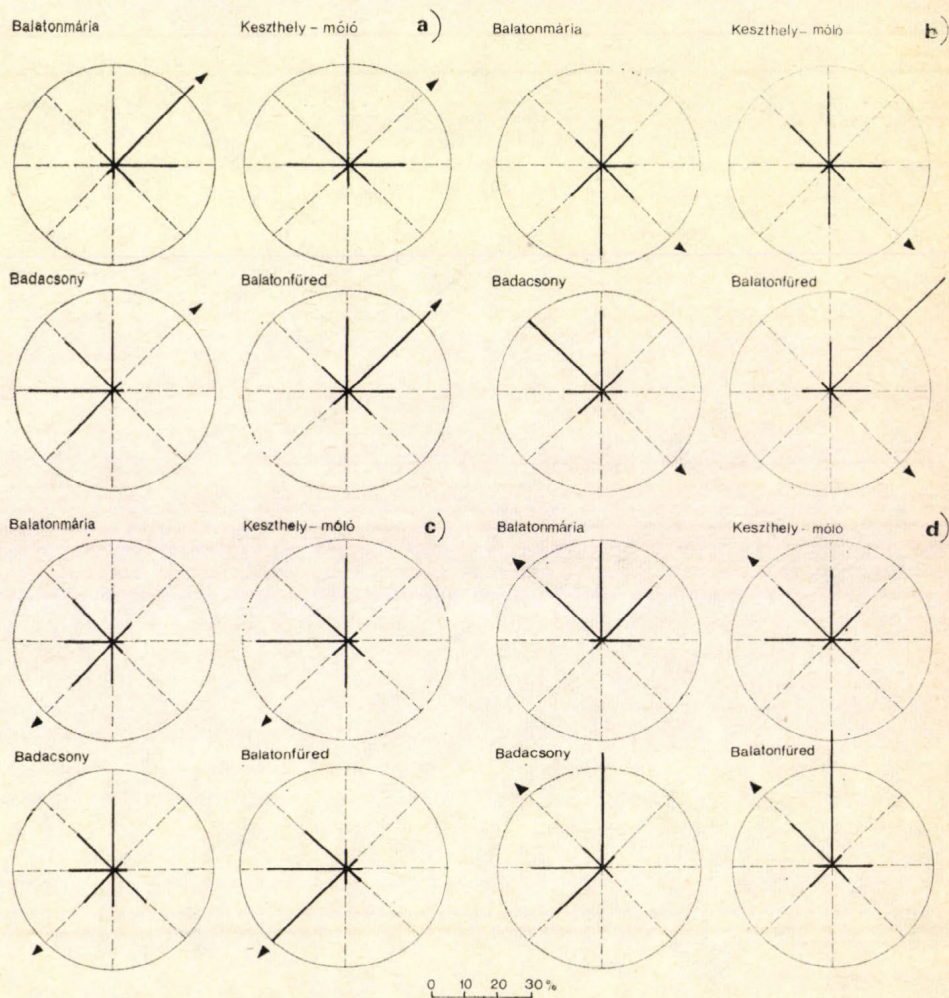 Balatonmária Keszthely – móló a) Balatonmária Keszthely – móló b)
Badacsony Balatonfüred Badacsony Balatonfüred
Balatonmária Keszthely – móló c) Balatonmária Keszthely – móló d)
Badacsony Balatonfüred Badacsony Balatonfüred
0 10 20 30%